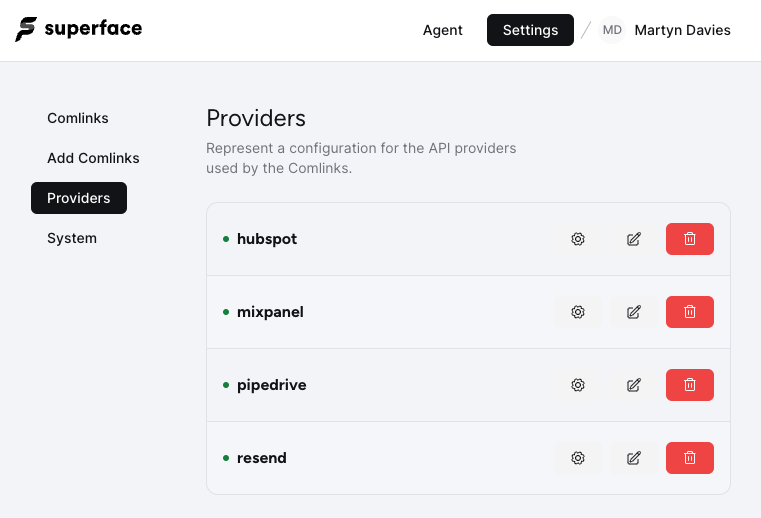 superface
Agent
Settings
MD
Martyn Davies
Comlinks
Add Comlinks
Providers
System
Providers
Represent a configuration for the API providers
used by the Comlinks.
hubspot
mixpanel
pipedrive
resend